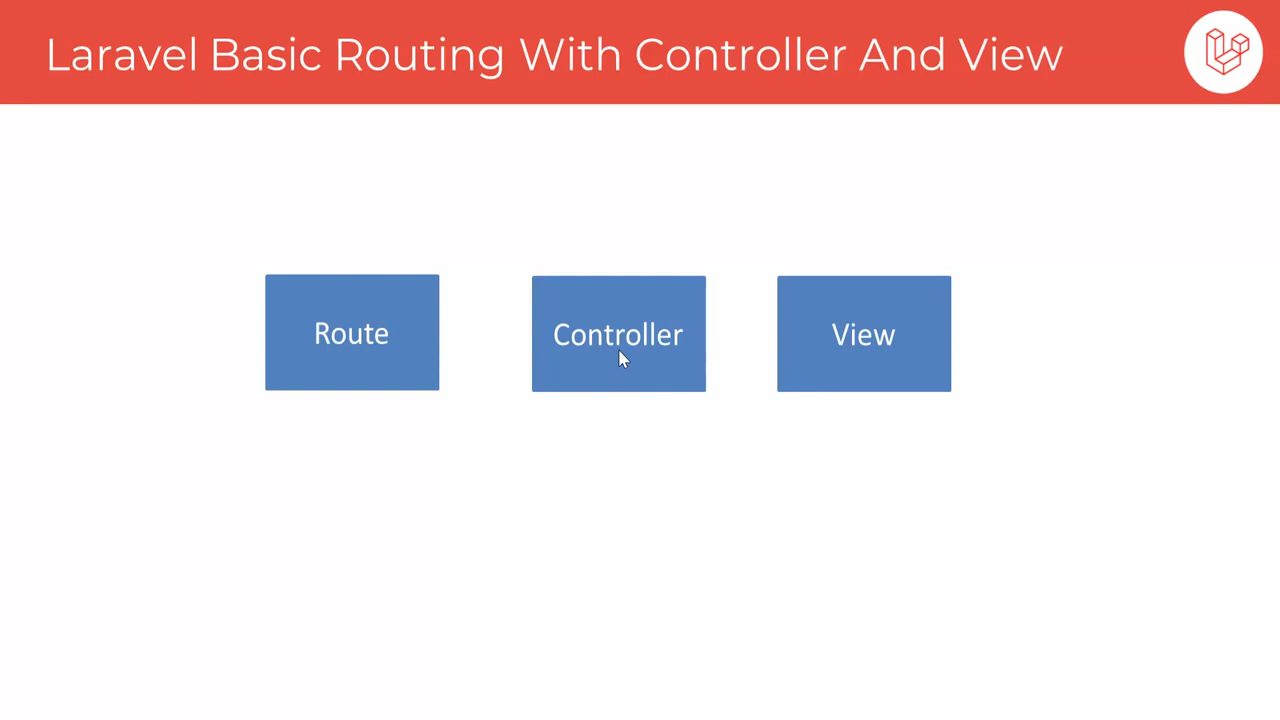 Laravel Basic Routing With Controller And View
Route
Controller
View